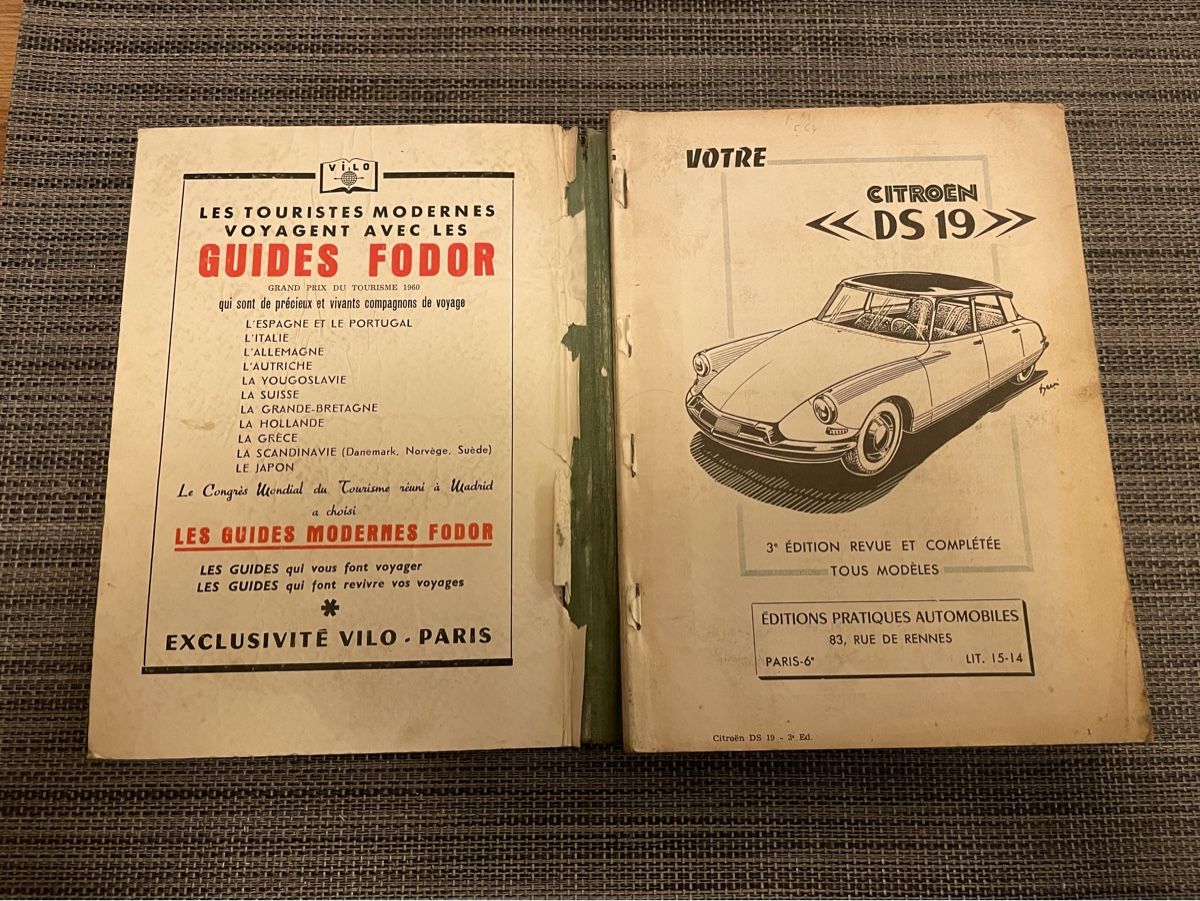 VILO
LES TOURISTES MODERNES
VOYAGENT AVEC LES
GUIDES FODOR
GRAND PRIX DU TOURISME 1960
qui sont de précieux et vivants compagnons de voyage
L'ESPAGNE ET LE PORTUGAL
L'ITALIE
L'ALLEMAGNE
L'AUTRICHE
LA YOUGOSLAVIE
LA SUISSE
LA GRANDE-BRETAGNE
LA HOLLANDE
LA GRÈCE
LA SCANDINAVIE (Danemark, Norvège, Suède)
LE JAPON
Le Congrès Mondial du Tourisme réuni à Madrid
a choisi
LES GUIDES MODERNES FODOR
LES GUIDES qui vous font voyager
LES GUIDES qui font revivre vos voyages
*
EXCLUSIVITÉ VILO - PARIS
VOTRE
CITROËN
«DS 19»
3e ÉDITION REVUE ET COMPLÉTÉE
TOUS MODÈLES
ÉDITIONS PRATIQUES AUTOMOBILES
83, RUE DE RENNES
PARIS-6e LIT. 15-14
Citroën DS 19 - 3e Ed. 1